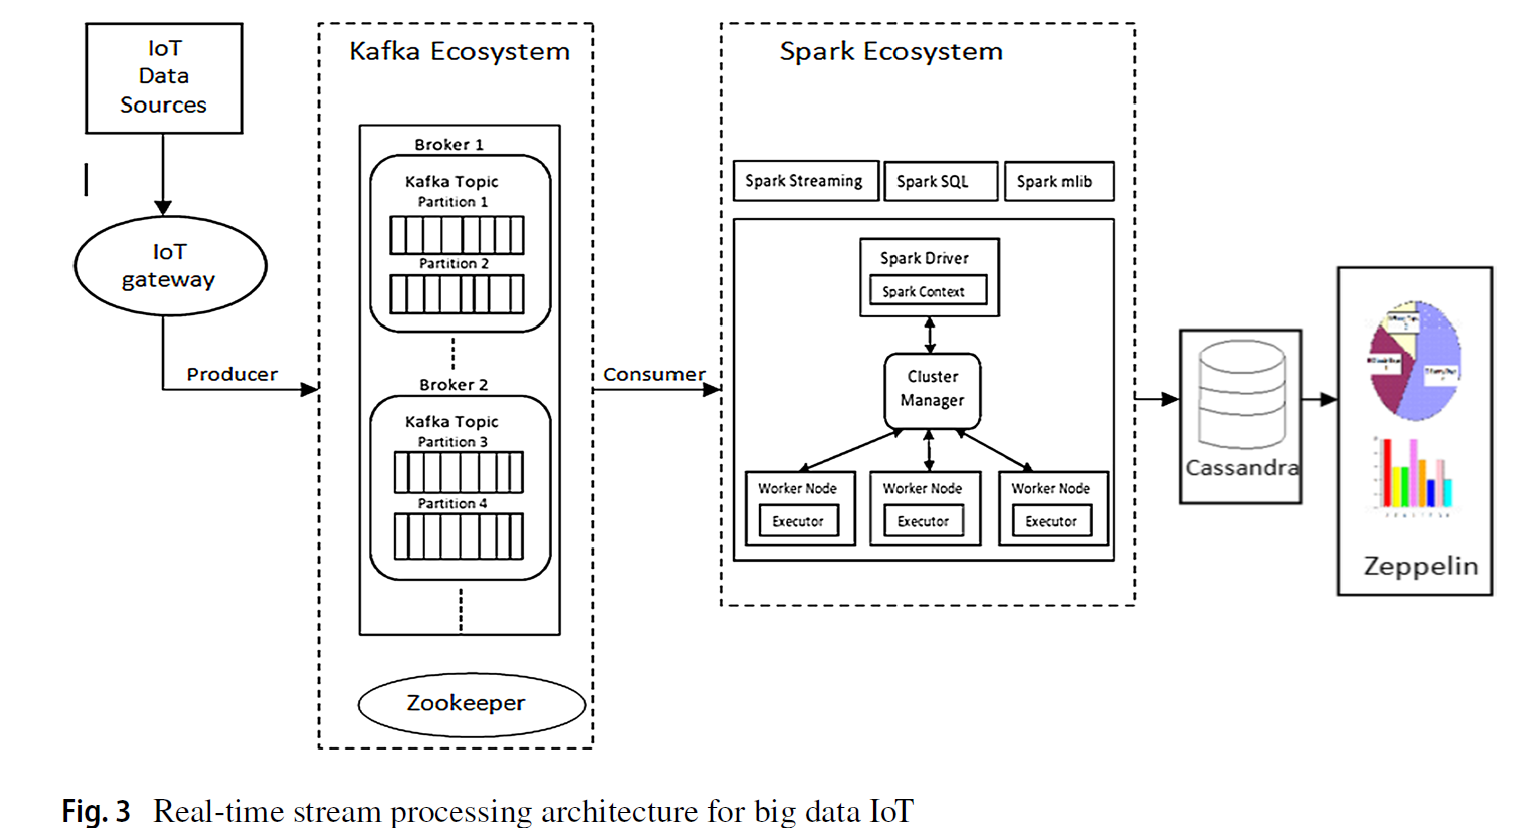 IoT
Data
Sources
IoT
gateway
Producer
Kafka Ecosystem
Broker 1
Kafka Topic
Partition 1
Partition 2
Broker 2
Kafka Topic
Partition 3
Partition 4
Zookeeper
Consumer
Spark Ecosystem
Spark Streaming
Spark SQL
Spark mlib
Spark Driver
Spark Context
Cluster
Manager
Worker Node
Executor
Worker Node
Executor
Worker Node
Executor
Cassandra
Zeppelin
Fig. 3 Real-time stream processing architecture for big data IoT